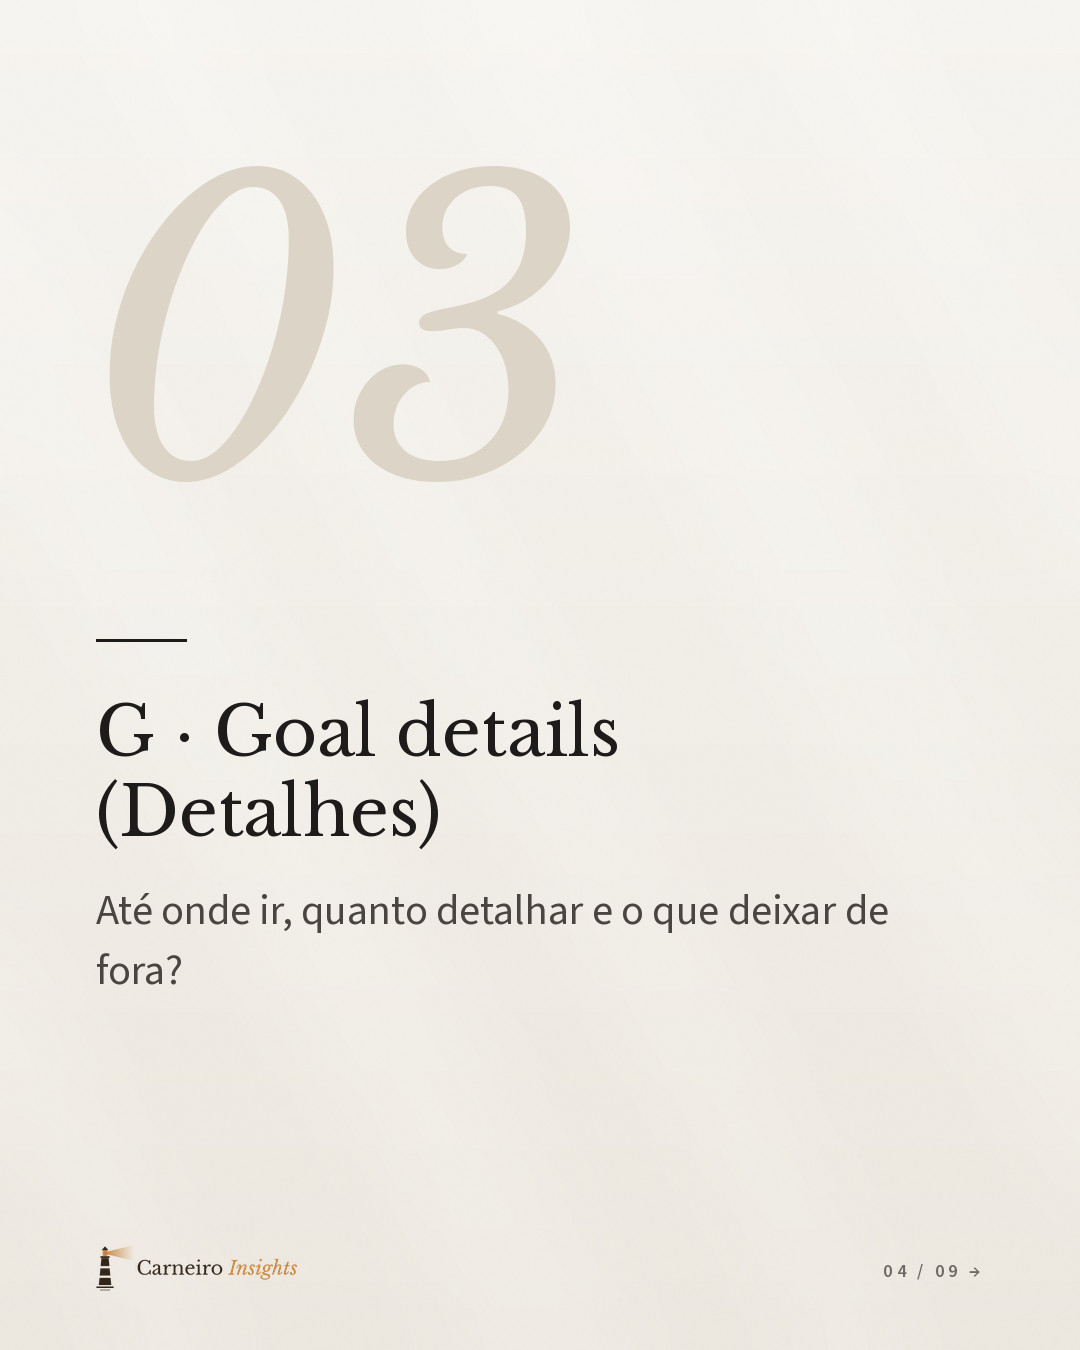 03
G · Goal details
(Detalhes)
Até onde ir, quanto detalhar e o que deixar de
fora?
Carneiro Insights
04 / 09 →